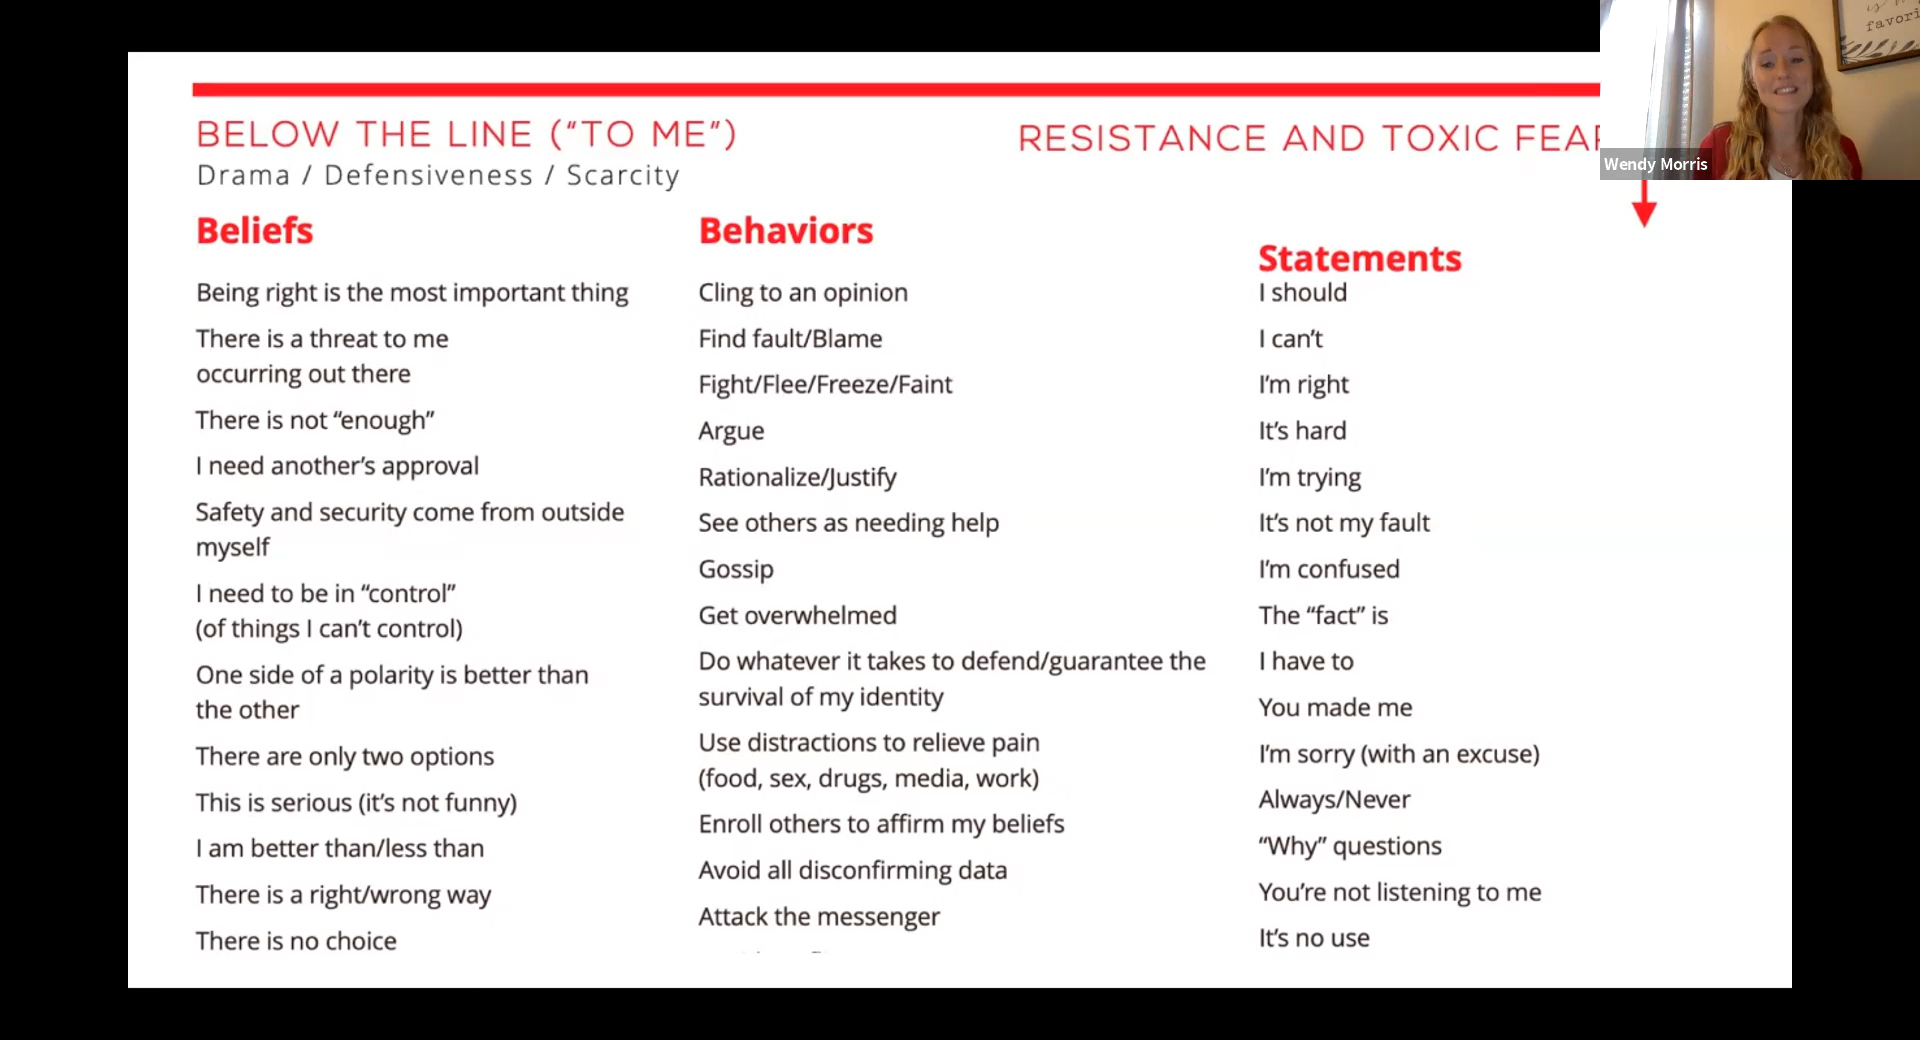 BELOW THE LINE (“TO ME”)
Drama / Defensiveness / Scarcity
RESISTANCE AND TOXIC
Beliefs
Being right is the most important thing
There is a threat to me
occurring out there
There is not “enough”
I need another’s approval
Safety and security come from outside
myself
I need to be in “control”
(of things I can’t control)
One side of a polarity is better than
the other
There are only two options
This is serious (it’s not funny)
I am better than/less than
There is a right/wrong way
There is no choice
Behaviors
Cling to an opinion
Find fault/Blame
Fight/Flee/Freeze/Faint
Argue
Rationalize/Justify
See others as needing help
Gossip
Get overwhelmed
Do whatever it takes to defend/guarantee the
survival of my identity
Use distractions to relieve pain
(food, sex, drugs, media, work)
Enroll others to affirm my beliefs
Avoid all disconfirming data
Attack the messenger
Statements
I should
I can’t
I’m right
It’s hard
I’m trying
It’s not my fault
I’m confused
The “fact” is
I have to
You made me
I’m sorry (with an excuse)
Always/Never
“Why” questions
You’re not listening to me
It’s no use
Wendy Morris